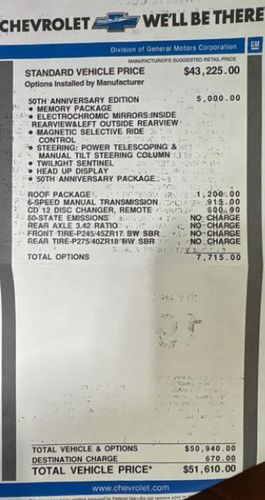 CHEVROLET WE'LL BE THERE
Division of General Motors Corporation GM
MANUFACTURER'S SUGGESTED RETAIL PRICE
STANDARD VEHICLE PRICE $43,225.00
Options Installed by Manufacturer
50TH ANNIVERSARY EDITION 5,000.00
• MEMORY PACKAGE
• ELECTROCHROMIC MIRRORS:INSIDE
REARVIEW&LEFT OUTSIDE REARVIEW
• MAGNETIC SELECTIVE RIDE
CONTROL
• STEERING: POWER TELESCOPING &
MANUAL TILT STEERING COLUMN
• TWILIGHT SENTINEL
• HEAD UP DISPLAY
• 50TH ANNIVERSARY PACKAGE
ROOF PACKAGE 1,200.00
6-SPEED MANUAL TRANSMISSION 915.00
CD 12 DISC CHANGER, REMOTE 600.00
50-STATE EMISSIONS NO CHARGE
REAR AXLE 3.42 RATIO NO CHARGE
FRONT TIRE-P245/45ZR17 BW SBR NO CHARGE
REAR TIRE-P275/40ZR18 BW SBR NO CHARGE
TOTAL OPTIONS 7,715.00
TOTAL VEHICLE & OPTIONS $50,940.00
DESTINATION CHARGE 670.00
TOTAL VEHICLE PRICE* $51,610.00
www.chevrolet.com